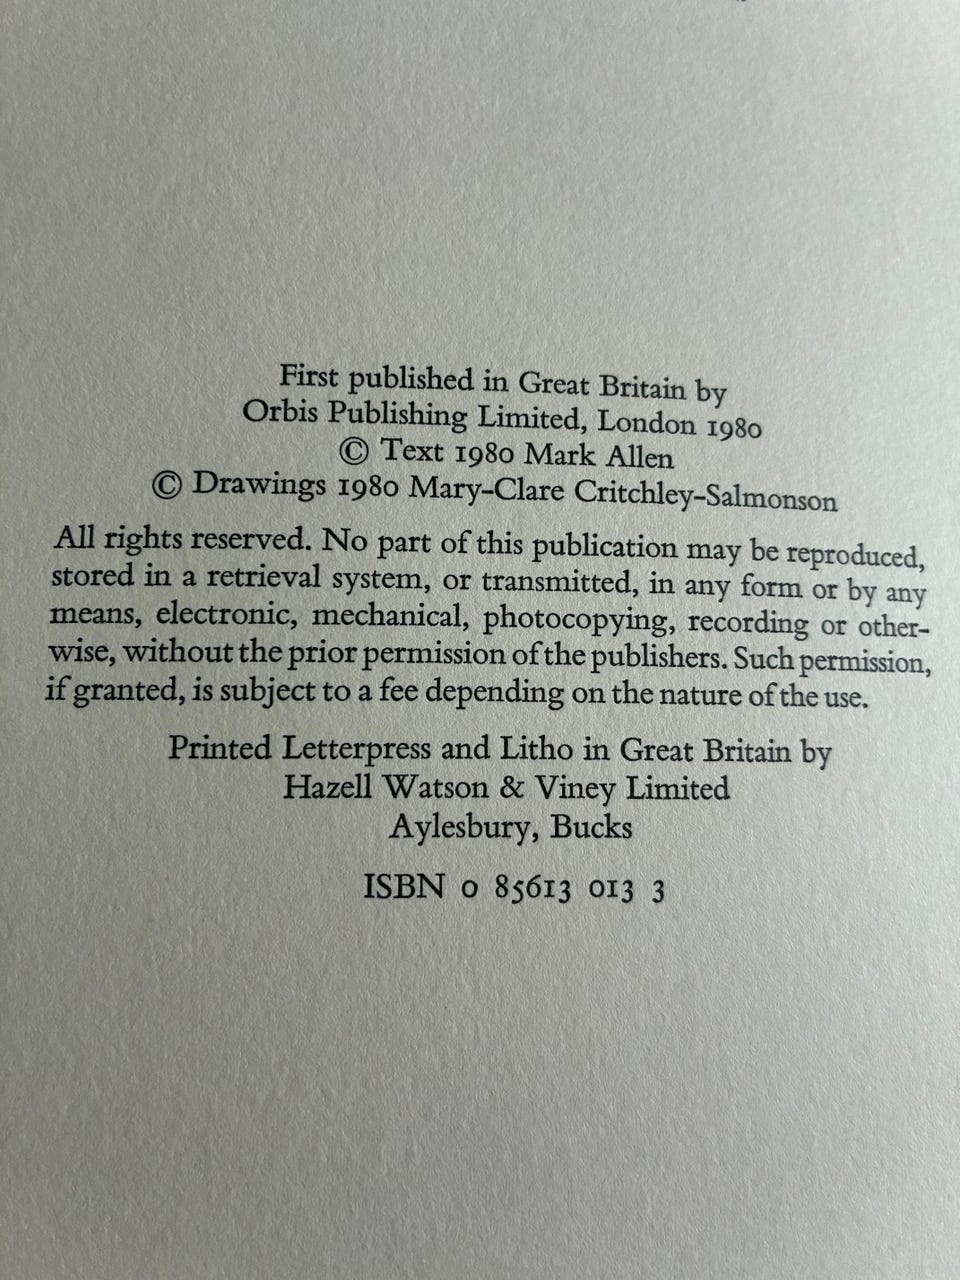 First published in Great Britain by
Orbis Publishing Limited, London 1980
© Text 1980 Mark Allen
© Drawings 1980 Mary-Clare Critchley-Salmonson
All rights reserved. No part of this publication may be reproduced,
stored in a retrieval system, or transmitted, in any form or by any
means, electronic, mechanical, photocopying, recording or other-
wise, without the prior permission of the publishers. Such permission,
if granted, is subject to a fee depending on the nature of the use.
Printed Letterpress and Litho in Great Britain by
Hazell Watson & Viney Limited
Aylesbury, Bucks
ISBN 0 85613 013 3